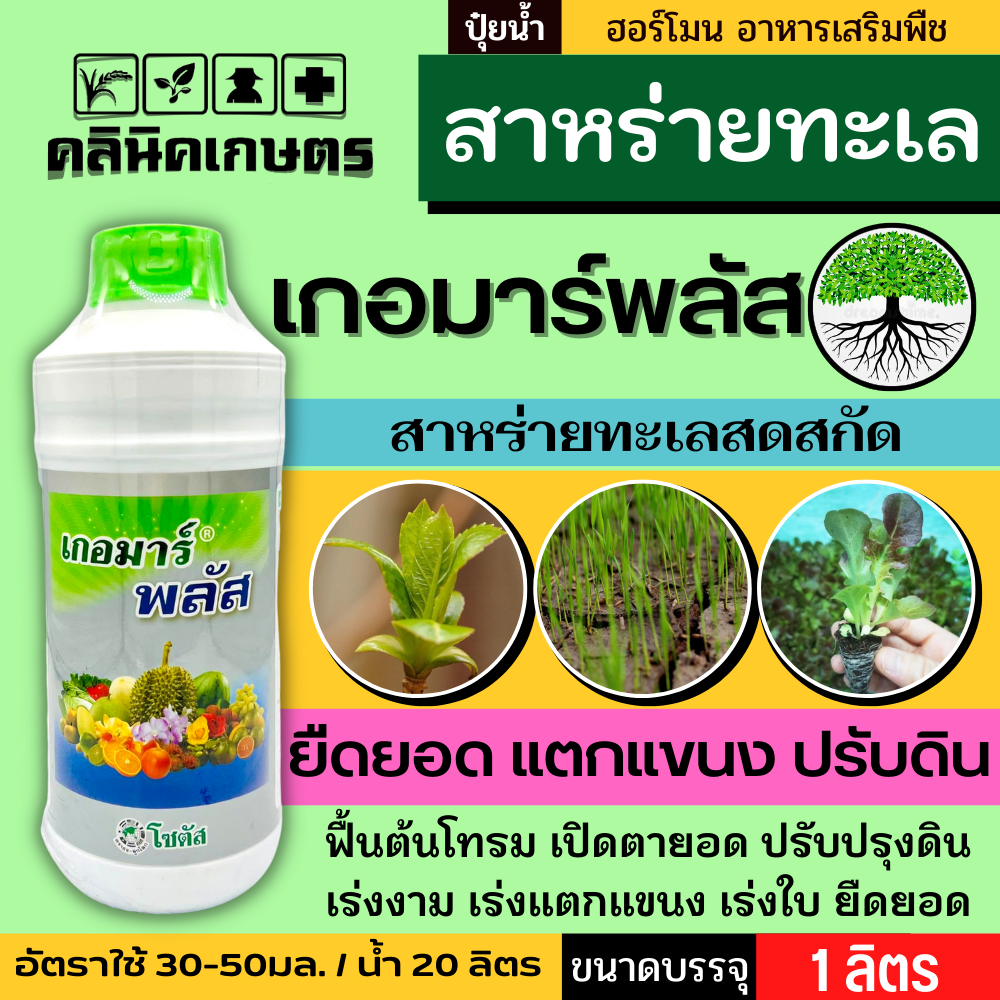 ปุ๋ยน้ำ ฮอร์โมน อาหารเสริมพืช
คลินิคเกษตร
สาหร่ายทะเล
เกอมาร์พลัส
สาหร่ายทะเลสดสกัด
เกอมาร์®
พลัส
โซตัส
ยืดยอด แตกแขนง ปรับดิน
ฟื้นต้นโทรม เปิดตายอด ปรับปรุงดิน
เร่งงาม เร่งแตกแขนง เร่งใบ ยืดยอด
อัตราใช้ 30-50มล. / น้ำ 20 ลิตร ขนาดบรรจุ 1 ลิตร